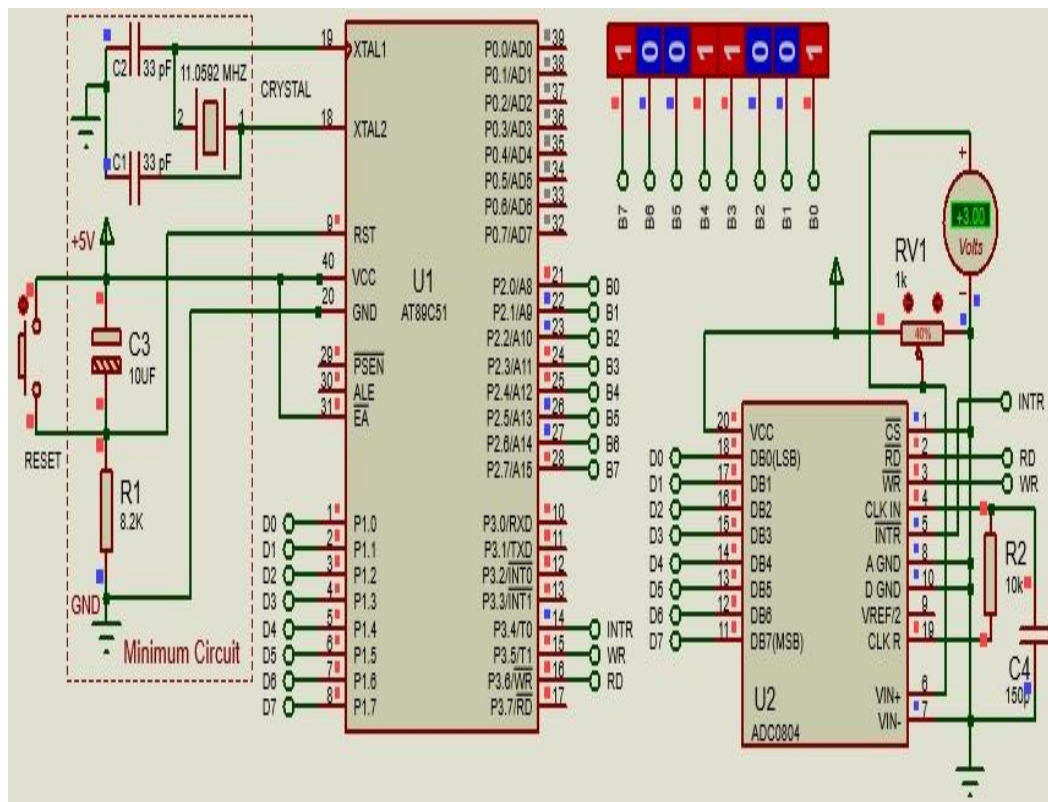 C2
33 pF
11.0592 MHZ
CRYSTAL
2
1
C1
33 pF
+5V
C3
10UF
RESET
R1
8.2K
GND
Minimum Circuit
19
XTAL1
18
XTAL2
9
RST
40
VCC
20
GND
29
PSEN
30
ALE
31
EA
U1
AT89C51
D0 1 P1.0
D1 2 P1.1
D2 3 P1.2
D3 4 P1.3
D4 5 P1.4
D5 6 P1.5
D6 7 P1.6
D7 8 P1.7
P0.0/AD0 39
P0.1/AD1 38
P0.2/AD2 37
P0.3/AD3 36
P0.4/AD4 35
P0.5/AD5 34
P0.6/AD6 33
P0.7/AD7 32
P2.0/A8 21 B0
P2.1/A9 22 B1
P2.2/A10 23 B2
P2.3/A11 24 B3
P2.4/A12 25 B4
P2.5/A13 26 B5
P2.6/A14 27 B6
P2.7/A15 28 B7
P3.0/RXD 10
P3.1/TXD 11
P3.2/INT0 12
P3.3/INT1 13
P3.4/T0 14 INTR
P3.5/T1 15 WR
P3.6/WR 16 RD
P3.7/RD 17
1 0 0 1 1 0 0 1
B7 B6 B5 B4 B3 B2 B1 B0
+
+3.00
Volts
−
RV1
1k
40%
20 VCC
D0 18 DB0(LSB)
D1 17 DB1
D2 16 DB2
D3 15 DB3
D4 14 DB4
D5 13 DB5
D6 12 DB6
D7 11 DB7(MSB)
U2
ADC0804
CS 1
RD 2 RD
WR 3 WR
CLK IN 4
INTR 5
A GND 8
D GND 10
VREF/2 9
CLK R 19
VIN+ 6
VIN- 7
INTR
R2
10k
C4
150p